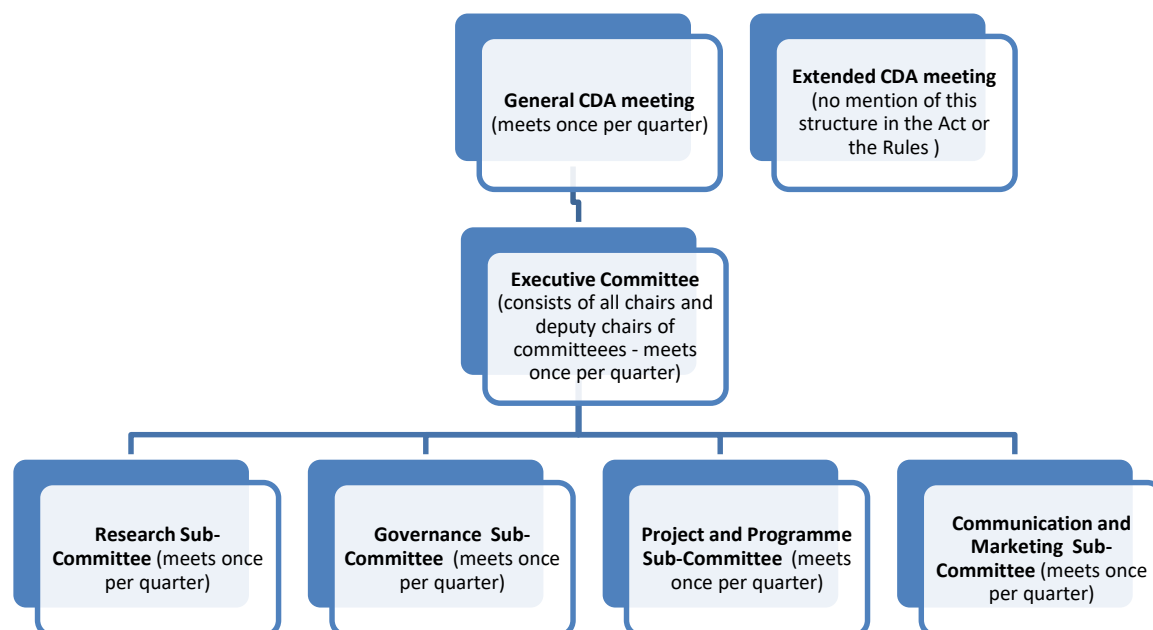 General CDA meeting
(meets once per quarter)
Extended CDA meeting
(no mention of this
structure in the Act or
the Rules )
Executive Committee
(consists of all chairs and
deputy chairs of
committeees - meets
once per quarter)
Research Sub-
Committee (meets once
per quarter)
Governance Sub-
Committee (meets once
per quarter)
Project and Programme
Sub-Committee (meets
once per quarter)
Communication and
Marketing Sub-
Committee (meets once
per quarter)